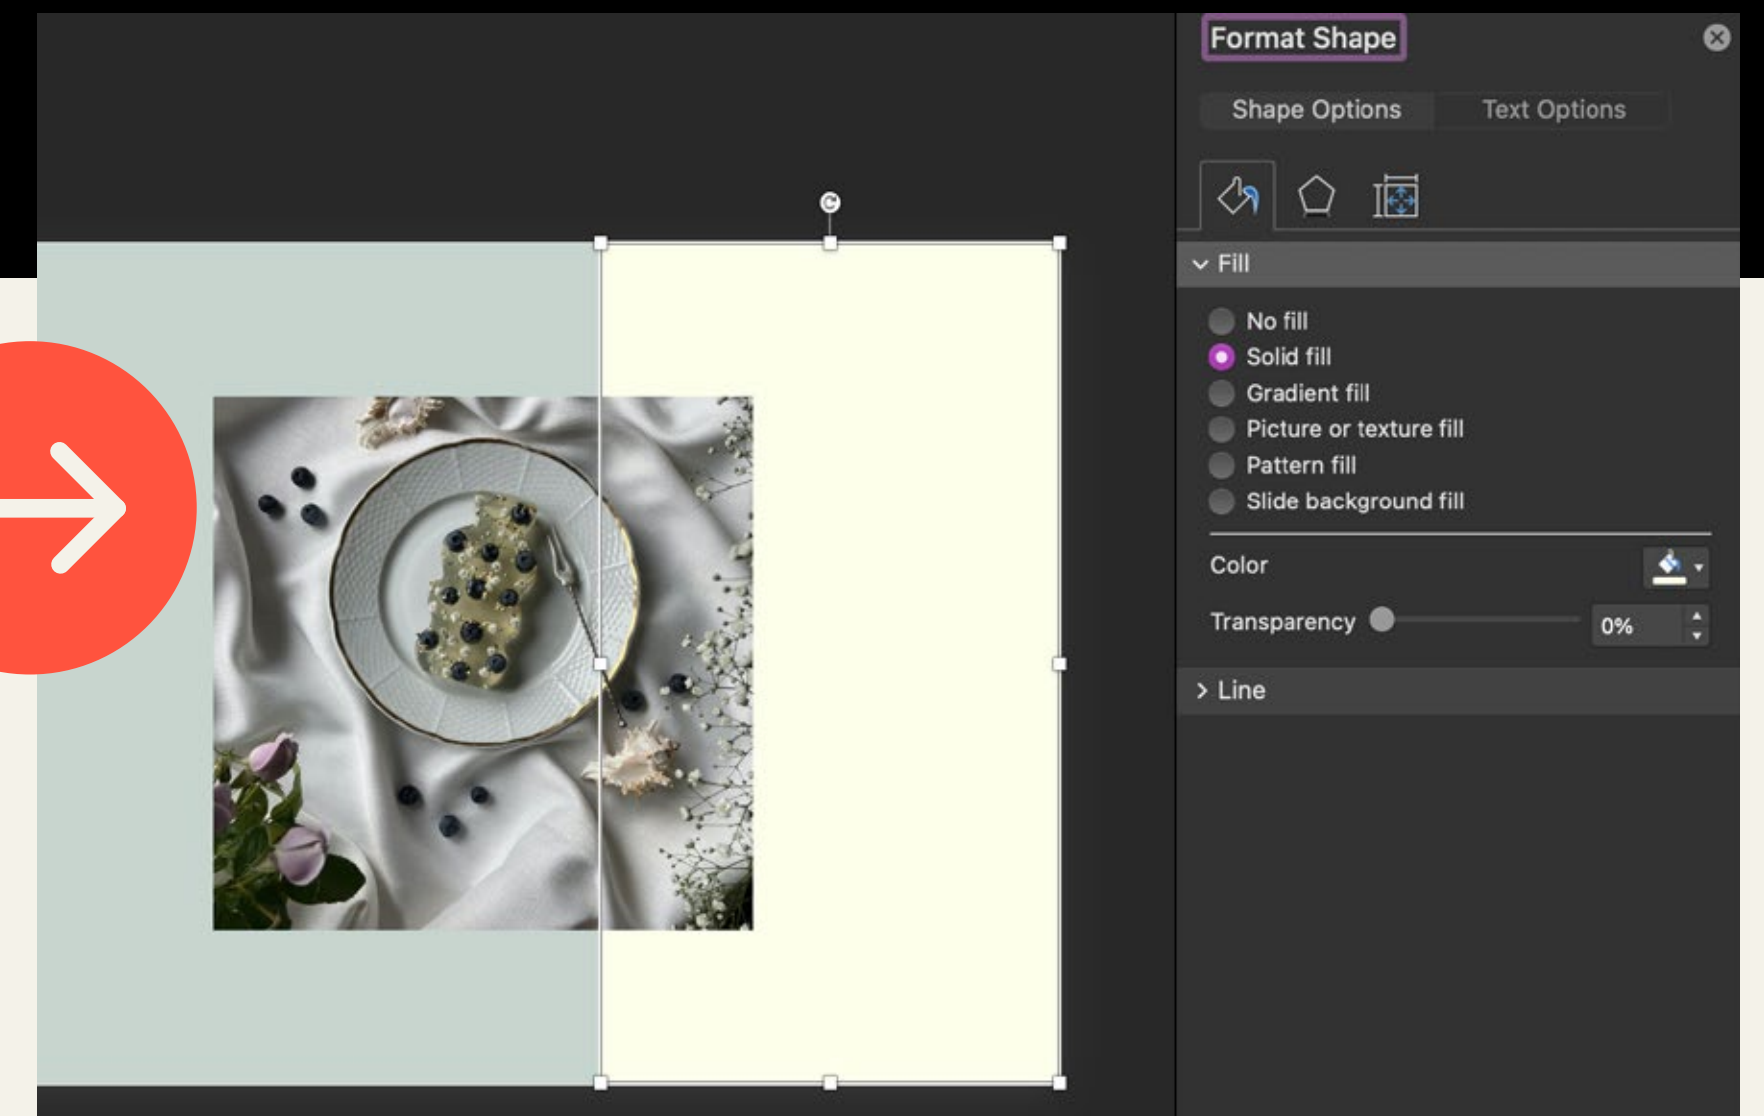 Format Shape
Shape Options
Text Options
Fill
No fill
Solid fill
Gradient fill
Picture or texture fill
Pattern fill
Slide background fill
Color
Transparency
0%
Line